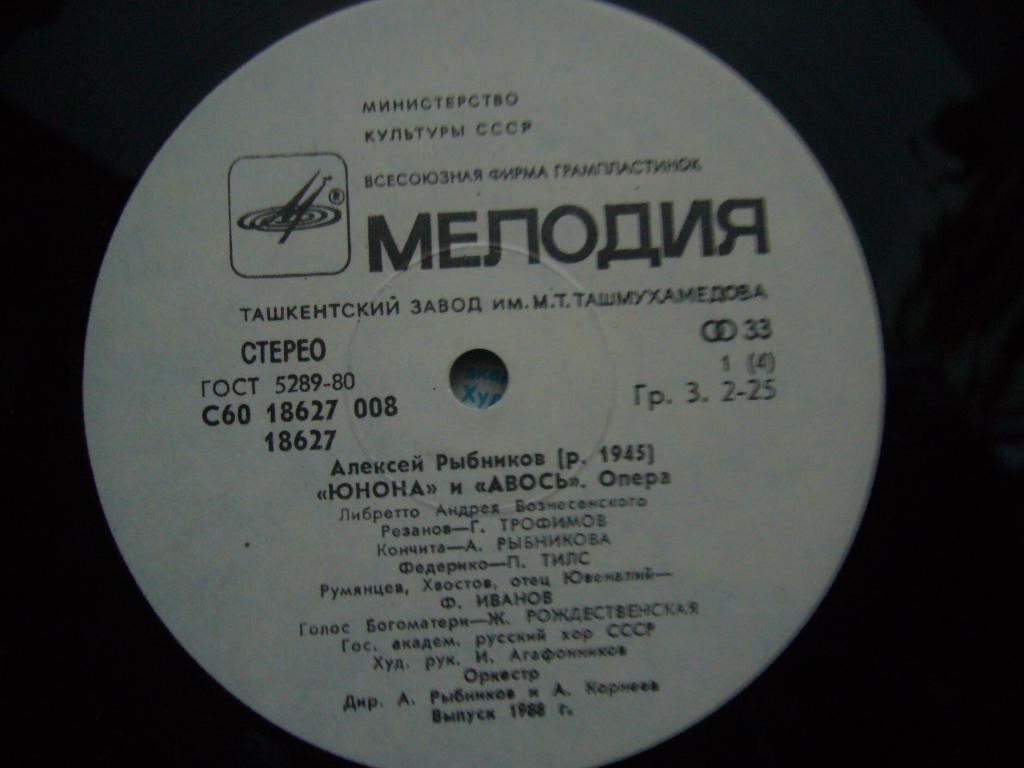 МИНИСТЕРСТВО
КУЛЬТУРЫ СССР
ВСЕСОЮЗНАЯ ФИРМА ГРАМПЛАСТИНОК
®
МЕЛОДИЯ
ТАШКЕНТСКИЙ ЗАВОД ИМ. М.Т. ТАШМУХАМЕДОВА
СТЕРЕО
33
ГОСТ 5289-80
1 (4)
С60 18627 008
Гр. 3. 2-25
18627
Алексей Рыбников (р. 1945)
«ЮНОНА» и «АВОСЬ». Опера
Либретто Андрея Вознесенского
Резанов—Г. ТРОФИМОВ
Кончита—А. РЫБНИКОВА
Федерико—П. ТИЛС
Румянцев, Хвостов, отец Ювеналий—
Ф. ИВАНОВ
Голос Богоматери—Ж. РОЖДЕСТВЕНСКАЯ
Гос. академ. русский хор СССР
Худ. рук. И. Агафонников
Оркестр
Дир. А. Рыбников и А. Корнеев
Выпуск 1988 г.